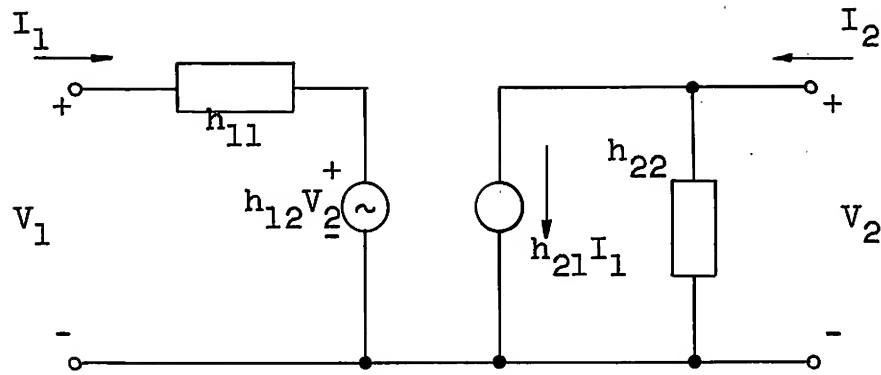 I1 I2
+ +
h11
+ h22
V1 h12V2 ~ V2
-
h21I1
- -